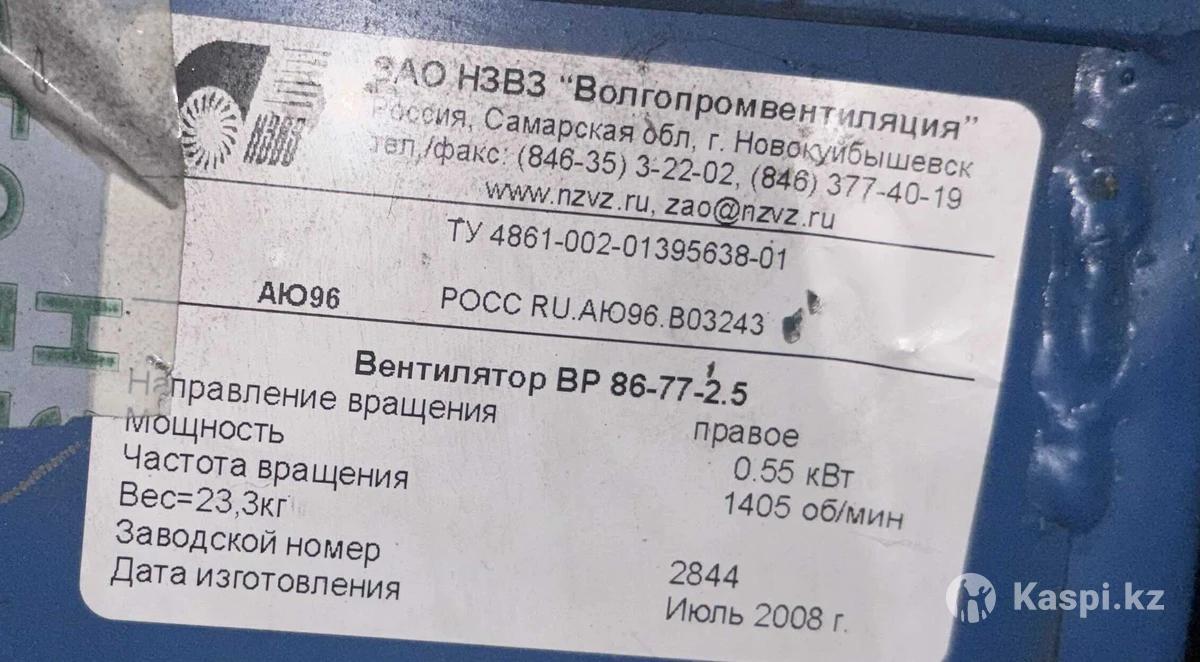 НЗВЗ
ЗАО НЗВЗ “Волгопромвентиляция”
Россия, Самарская обл, г. Новокуйбышевск
тел,/факс: (846-35) 3-22-02, (846) 377-40-19
www.nzvz.ru, zao@nzvz.ru
ТУ 4861-002-01395638-01
АЮ96 РОСС RU.АЮ96.В03243
Вентилятор ВР 86-77-2.5
Направление вращения правое
Мощность 0.55 кВт
Частота вращения 1405 об/мин
Вес=23,3кг
Заводской номер 2844
Дата изготовления Июль 2008 г.
Kaspi.kz